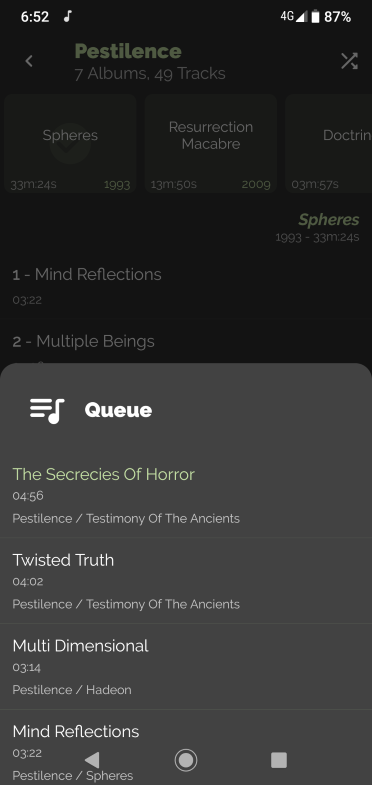 6:52 4G 87%
Pestilence
7 Albums, 49 Tracks
Spheres
33m:24s 1993
Resurrection
Macabre
13m:50s 2009
Doctrin
03m:57s
Spheres
1993 - 33m:24s
1 - Mind Reflections
03:22
2 - Multiple Beings
Queue
The Secrecies Of Horror
04:56
Pestilence / Testimony Of The Ancients
Twisted Truth
04:02
Pestilence / Testimony Of The Ancients
Multi Dimensional
03:14
Pestilence / Hadeon
Mind Reflections
03:22
Pestilence / Spheres